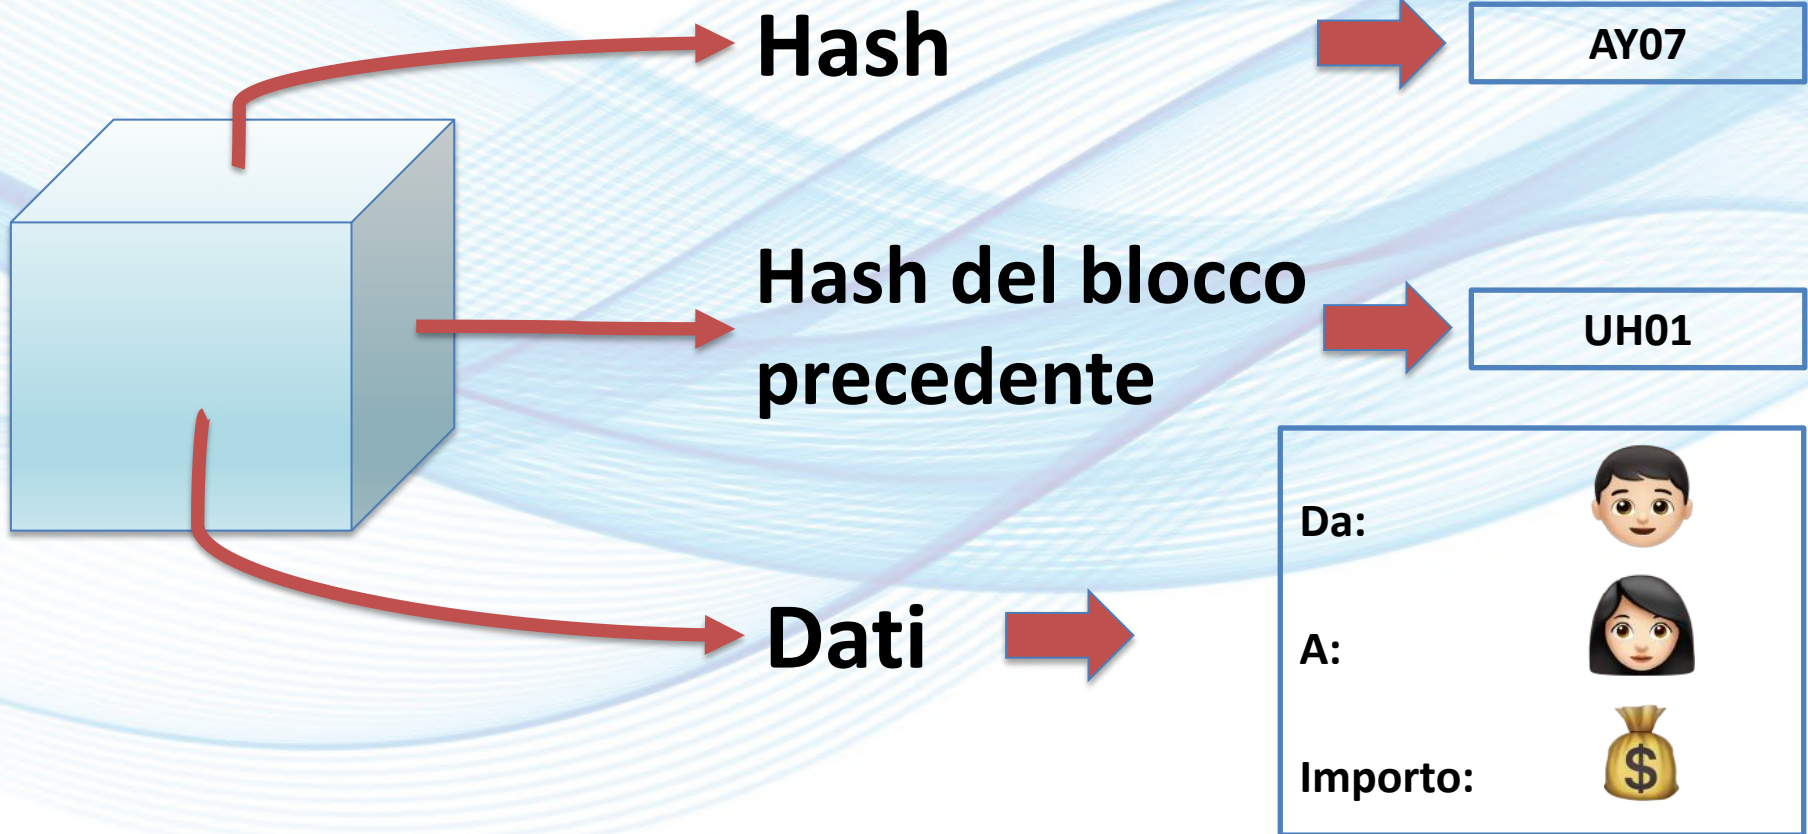 Hash
AY07
Hash del blocco
precedente
UH01
Dati
Da:
A:
Importo:
$